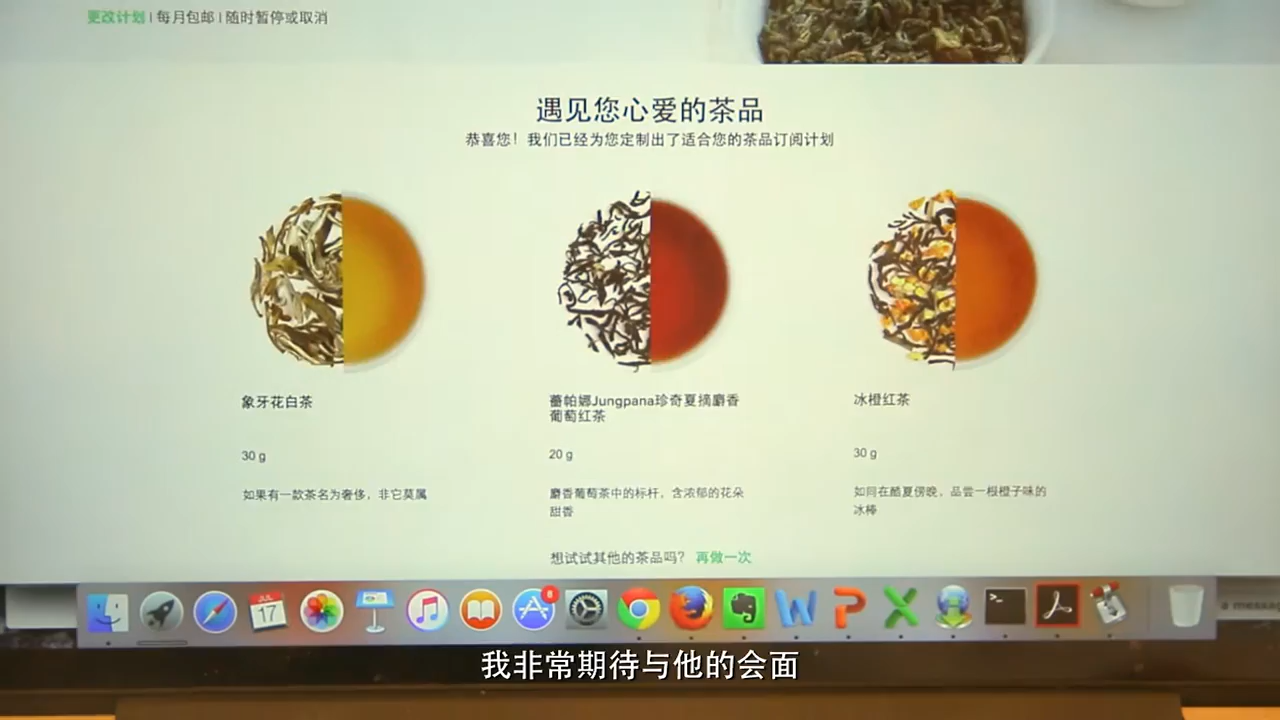 更改计划 | 每月包邮 | 随时暂停或取消
遇见您心爱的茶品
恭喜您！我们已经为您定制出了适合您的茶品订阅计划
象牙花白茶
30 g
如果有一款茶名为奢侈，非它莫属
蔷帕娜Jungpana珍奇夏摘麝香
葡萄红茶
20 g
麝香葡萄茶中的标杆，含浓郁的花朵
甜香
冰橙红茶
30 g
如同在酷夏傍晚，品尝一根橙子味的
冰棒
想试试其他的茶品吗？ 再做一次
JUL
17
8
我非常期待与他的会面